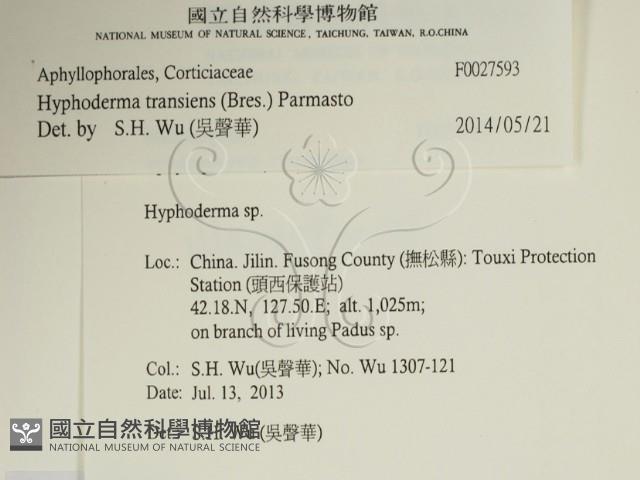 國立自然科學博物館
NATIONAL MUSEUM OF NATURAL SCIENCE, TAICHUNG, TAIWAN, R.O.CHINA
Aphyllophorales, Corticiaceae F0027593
Hyphoderma transiens (Bres.) Parmasto
Det. by S.H. Wu (吳聲華) 2014/05/21
Hyphoderma sp.
Loc.: China. Jilin. Fusong County (撫松縣): Touxi Protection
Station (頭西保護站)
42.18.N, 127.50.E; alt. 1,025m;
on branch of living Padus sp.
Col.: S.H. Wu(吳聲華); No. Wu 1307-121
Date: Jul. 13, 2013
S.H. Wu (吳聲華)
國立自然科學博物館
NATIONAL MUSEUM OF NATURAL SCIENCE